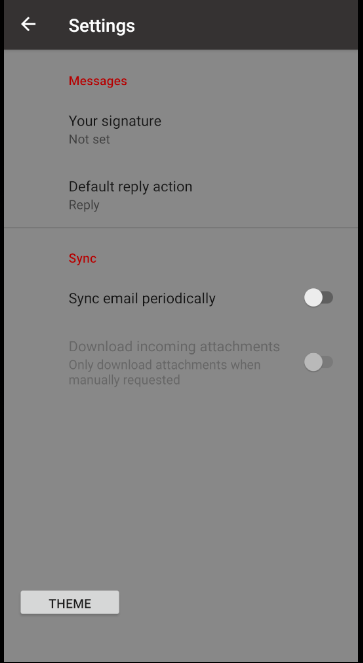 Settings
Messages
Your signature
Not set
Default reply action
Reply
Sync
Sync email periodically
Download incoming attachments
Only download attachments when
manually requested
THEME